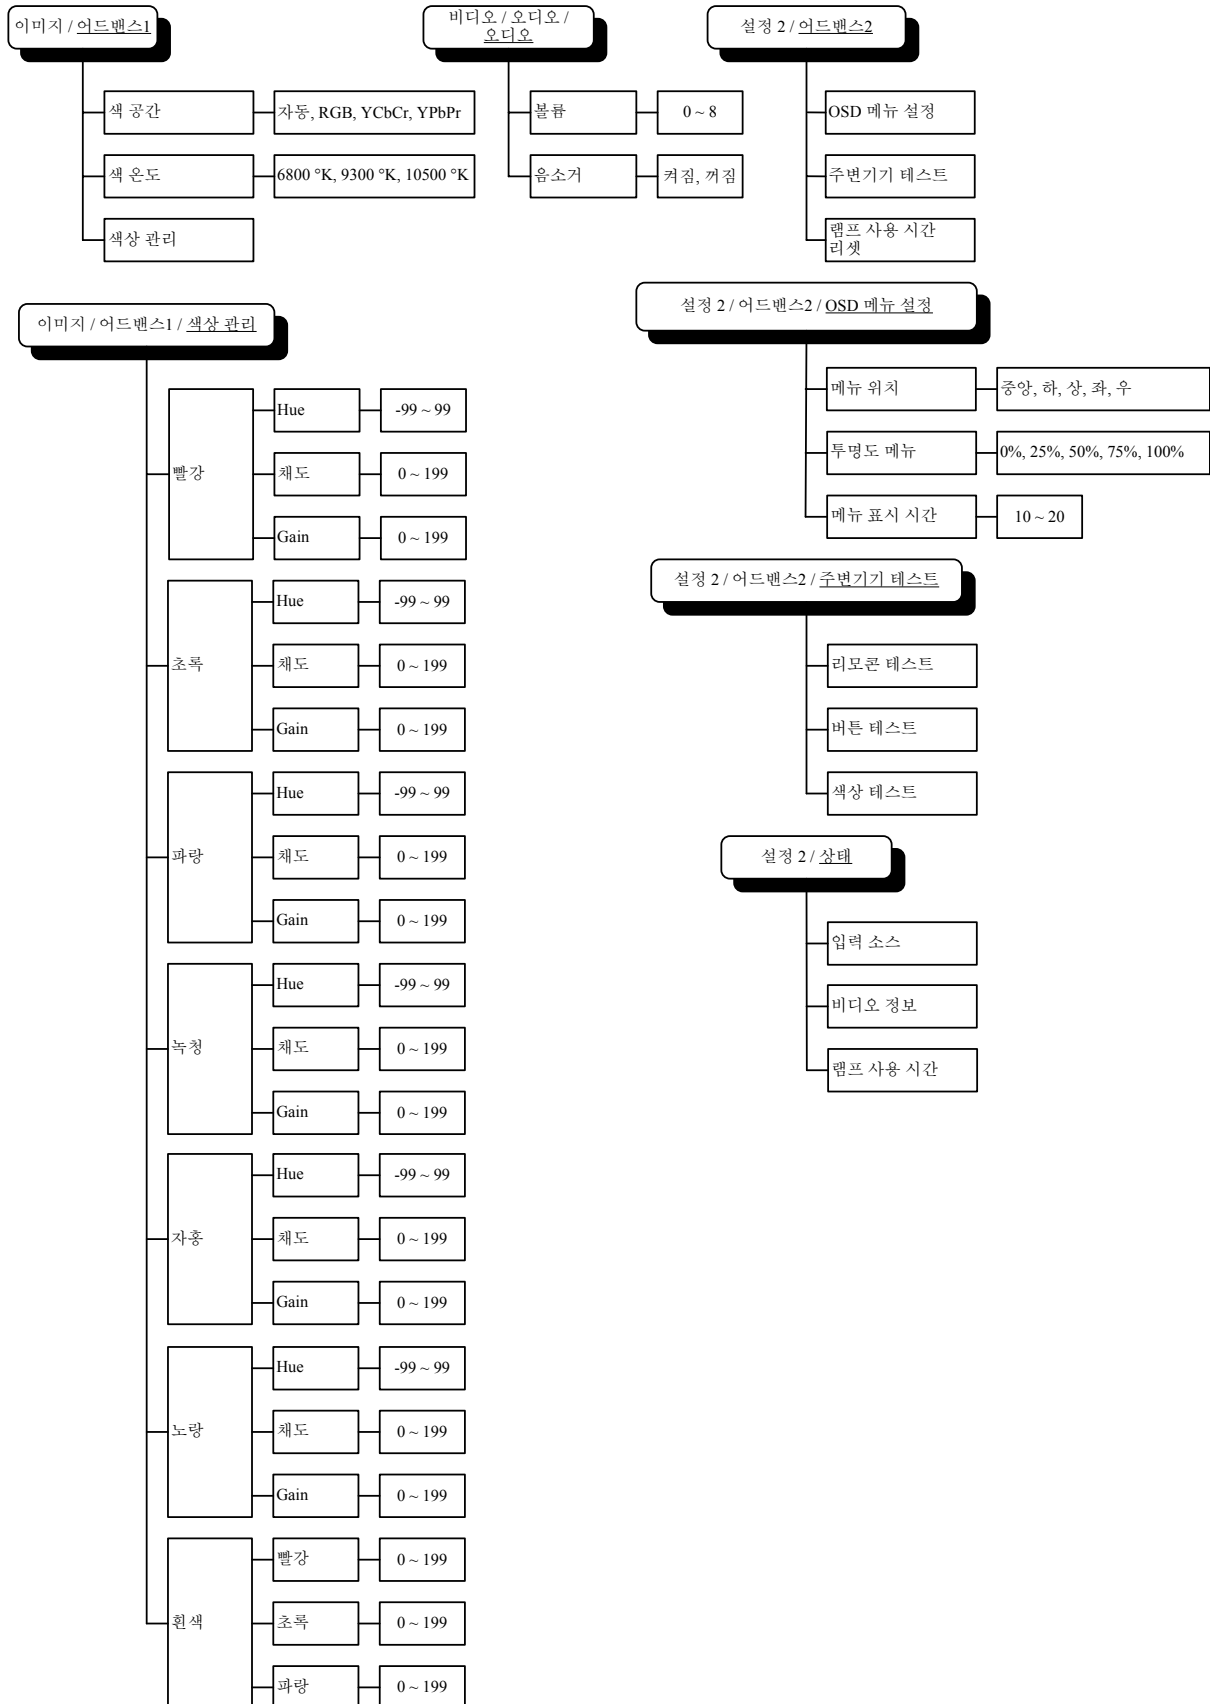 이미지 / 어드밴스1
색 공간
자동, RGB, YCbCr, YPbPr
색 온도
6800 °K, 9300 °K, 10500 °K
색상 관리
비디오 / 오디오 /
오디오
볼륨
0 ~ 8
음소거
켜짐, 꺼짐
설정 2 / 어드밴스2
OSD 메뉴 설정
주변기기 테스트
램프 사용 시간
리셋
이미지 / 어드밴스1 / 색상 관리
빨강
Hue
-99 ~ 99
채도
0 ~ 199
Gain
0 ~ 199
초록
Hue
-99 ~ 99
채도
0 ~ 199
Gain
0 ~ 199
파랑
Hue
-99 ~ 99
채도
0 ~ 199
Gain
0 ~ 199
녹청
Hue
-99 ~ 99
채도
0 ~ 199
Gain
0 ~ 199
자홍
Hue
-99 ~ 99
채도
0 ~ 199
Gain
0 ~ 199
노랑
Hue
-99 ~ 99
채도
0 ~ 199
Gain
0 ~ 199
흰색
빨강
0 ~ 199
초록
0 ~ 199
파랑
0 ~ 199
설정 2 / 어드밴스2 / OSD 메뉴 설정
메뉴 위치
중앙, 하, 상, 좌, 우
투명도 메뉴
0%, 25%, 50%, 75%, 100%
메뉴 표시 시간
10 ~ 20
설정 2 / 어드밴스2 / 주변기기 테스트
리모콘 테스트
버튼 테스트
색상 테스트
설정 2 / 상태
입력 소스
비디오 정보
램프 사용 시간